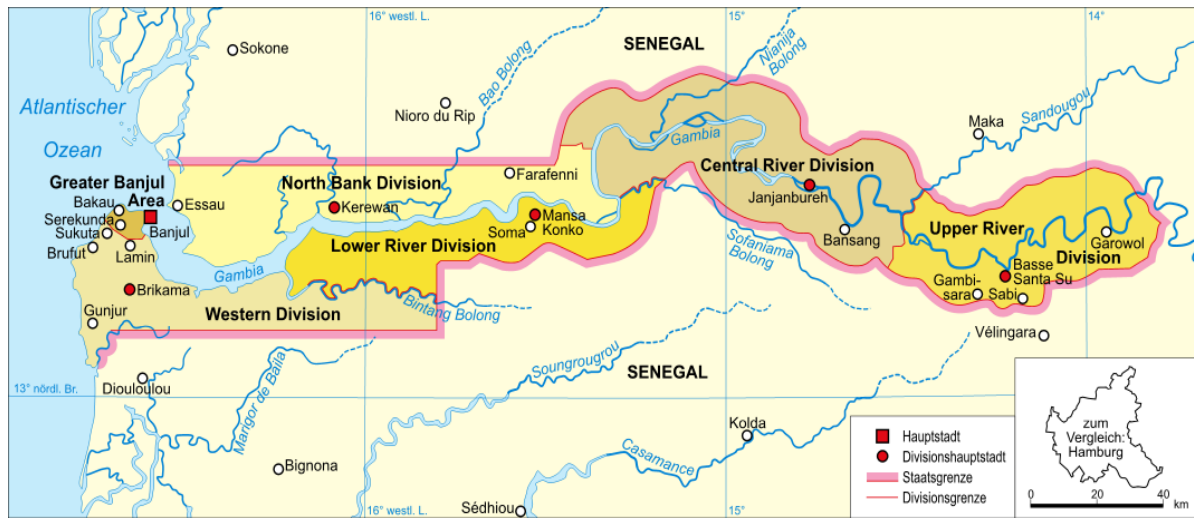 16° westl. L.
15°
14°
Sokone
SENEGAL
Nianija
Bolong
Bao Bolong
Atlantischer
Ozean
Nioro du Rip
Maka
Sandougou
Gambia
Farafenni
Central River Division
Greater Banjul
Area
North Bank Division
Bakau
Essau
Kerewan
Janjanbureh
Serekunda
Banjul
Mansa
Konko
Soma
Sukuta
Brufut
Lamin
Lower River Division
Bansang
Upper River
Division
Garowol
Sofaniama
Bolong
Gambia
Basse
Santa Su
Gambi-
sara
Sabi
Brikama
Bintang Bolong
Gunjur
Western Division
Vélingara
Diouloulou
Marigor de Baïla
Soungrougrou
SENEGAL
13° nördl. Br.
Kolda
Bignona
Casamance
Sédhiou
16° westl. L.
15°
Hauptstadt
Divisionshauptstadt
Staatsgrenze
Divisionsgrenze
zum
Vergleich:
Hamburg
0 20 40
km